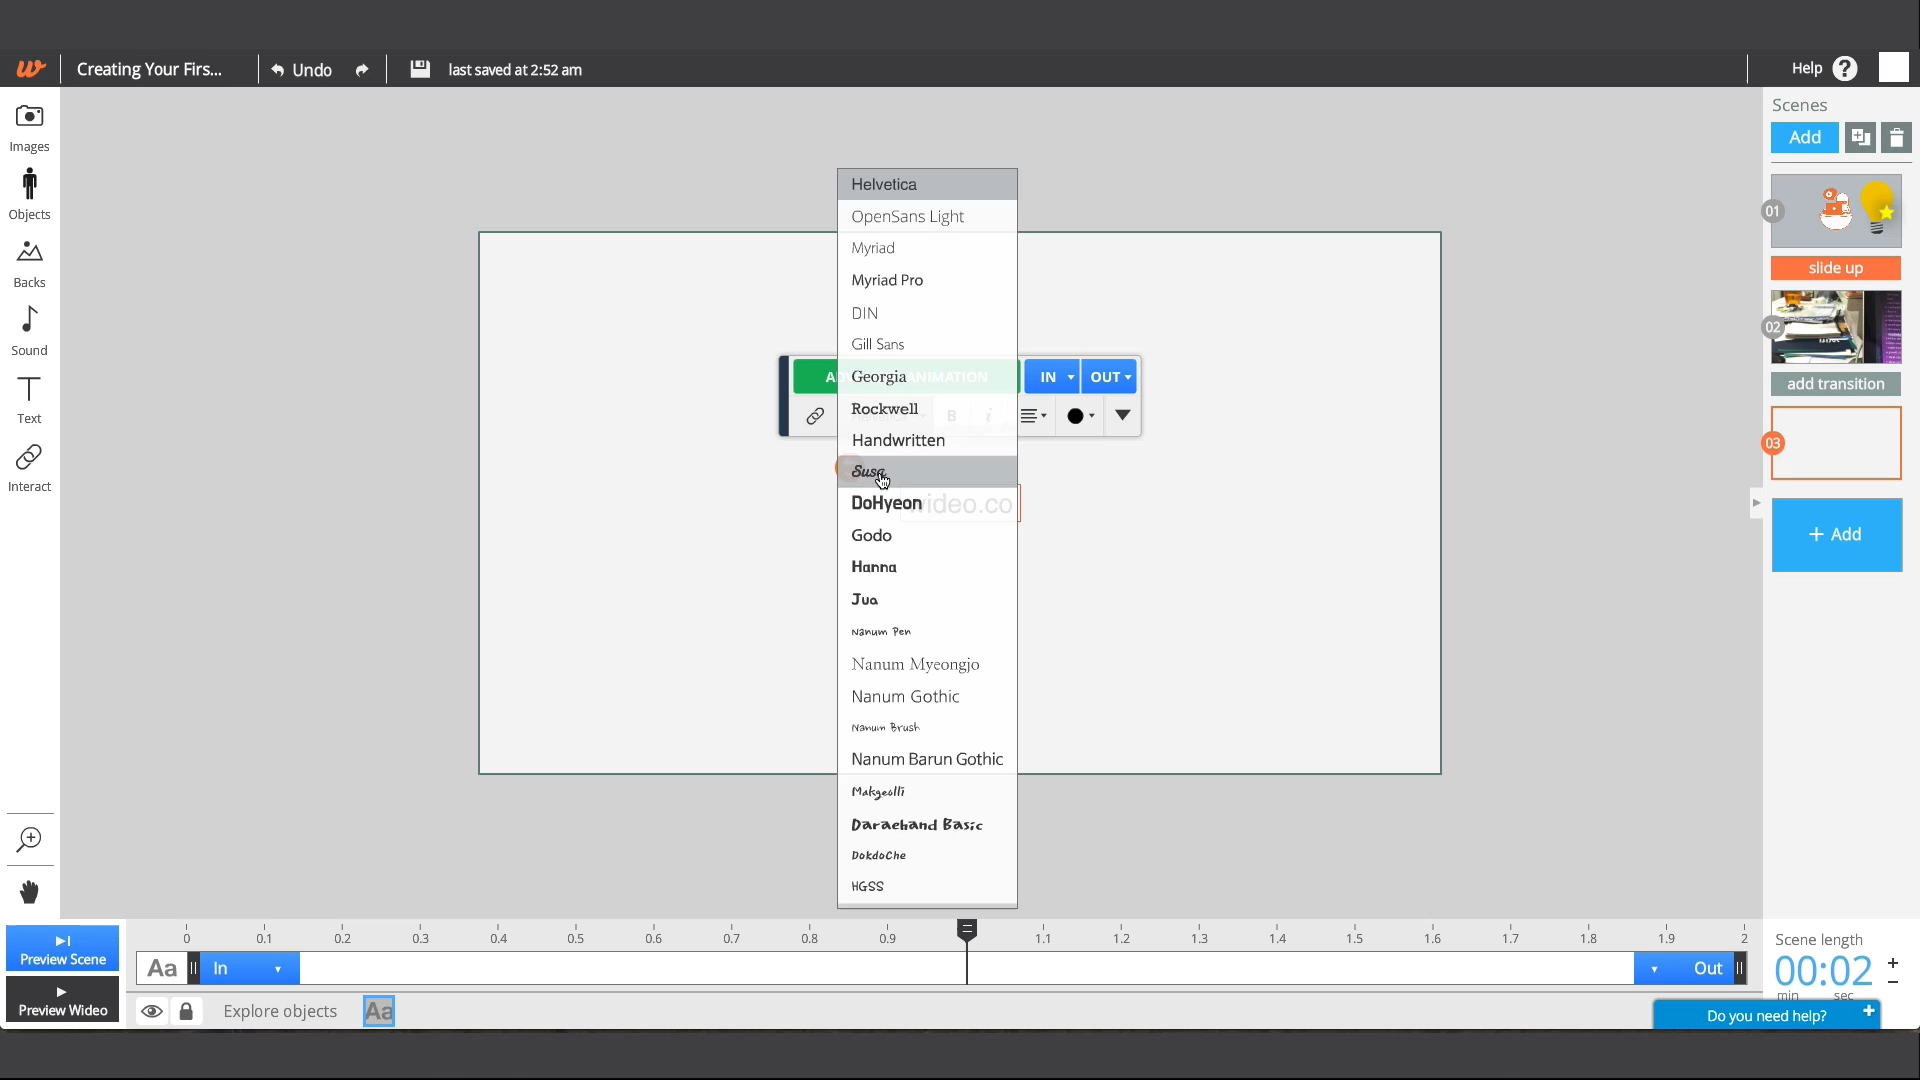 Creating Your Firs...
Undo
last saved at 2:52 am
Help ?
Images
Objects
Backs
Sound
Text
Interact
Helvetica
OpenSans Light
Myriad
Myriad Pro
DIN
Gill Sans
Georgia
Rockwell
Handwritten
Susa
DoHyeon
Godo
Hanna
Jua
Nanum Pen
Nanum Myeongjo
Nanum Gothic
Nanum Brush
Nanum Barun Gothic
Makgeolli
Daraehand Basic
DokdoChe
HGSS
ANIMATION
IN
OUT
B i
wideo.co
Scenes
Add
01
slide up
02
add transition
03
+ Add
Preview Scene
Preview Wideo
0 0.1 0.2 0.3 0.4 0.5 0.6 0.7 0.8 0.9 1.1 1.2 1.3 1.4 1.5 1.6 1.7 1.8 1.9 2
Aa In Out
Explore objects Aa
Scene length
00:02 + −
min sec
Do you need help? +